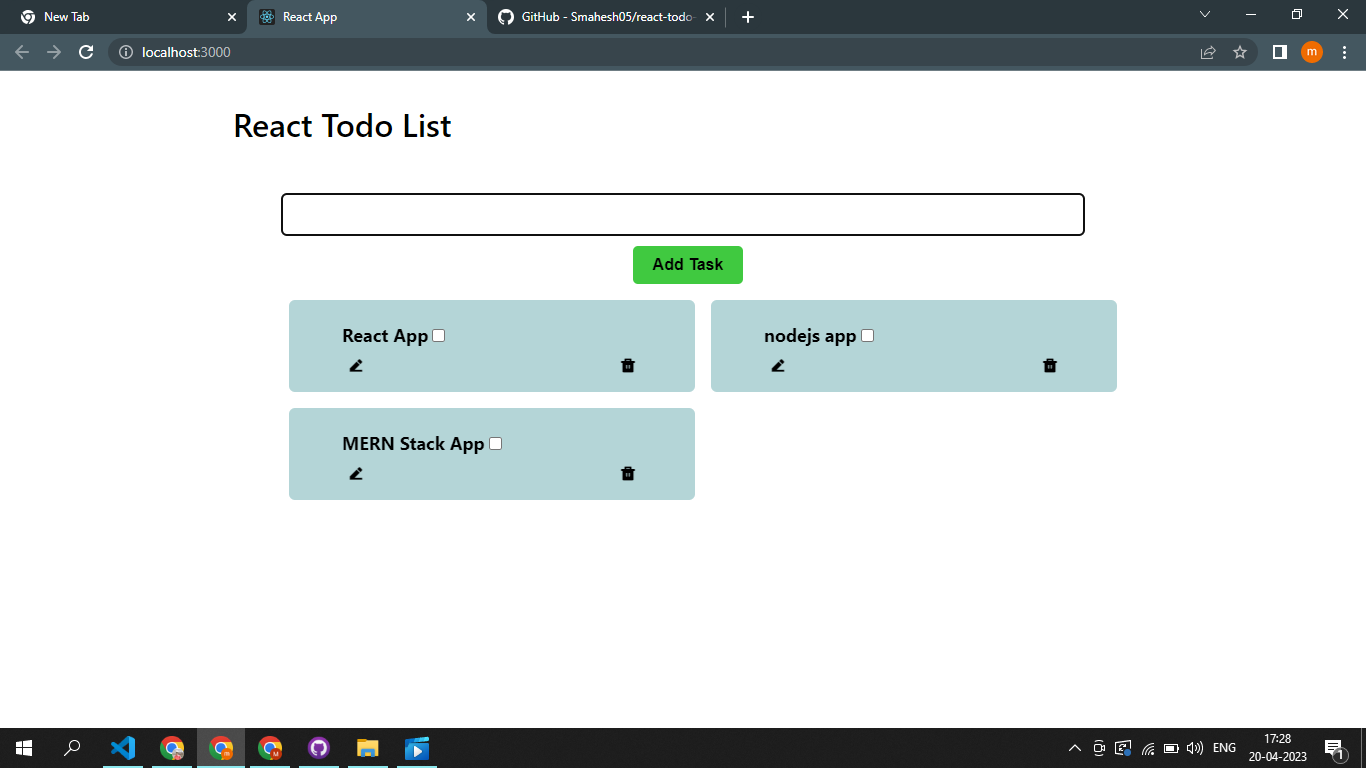 New Tab
React App
GitHub - Smahesh05/react-todo-
localhost:3000
m
React Todo List
Add Task
React App
nodejs app
MERN Stack App
ENG
17:28
20-04-2023
1